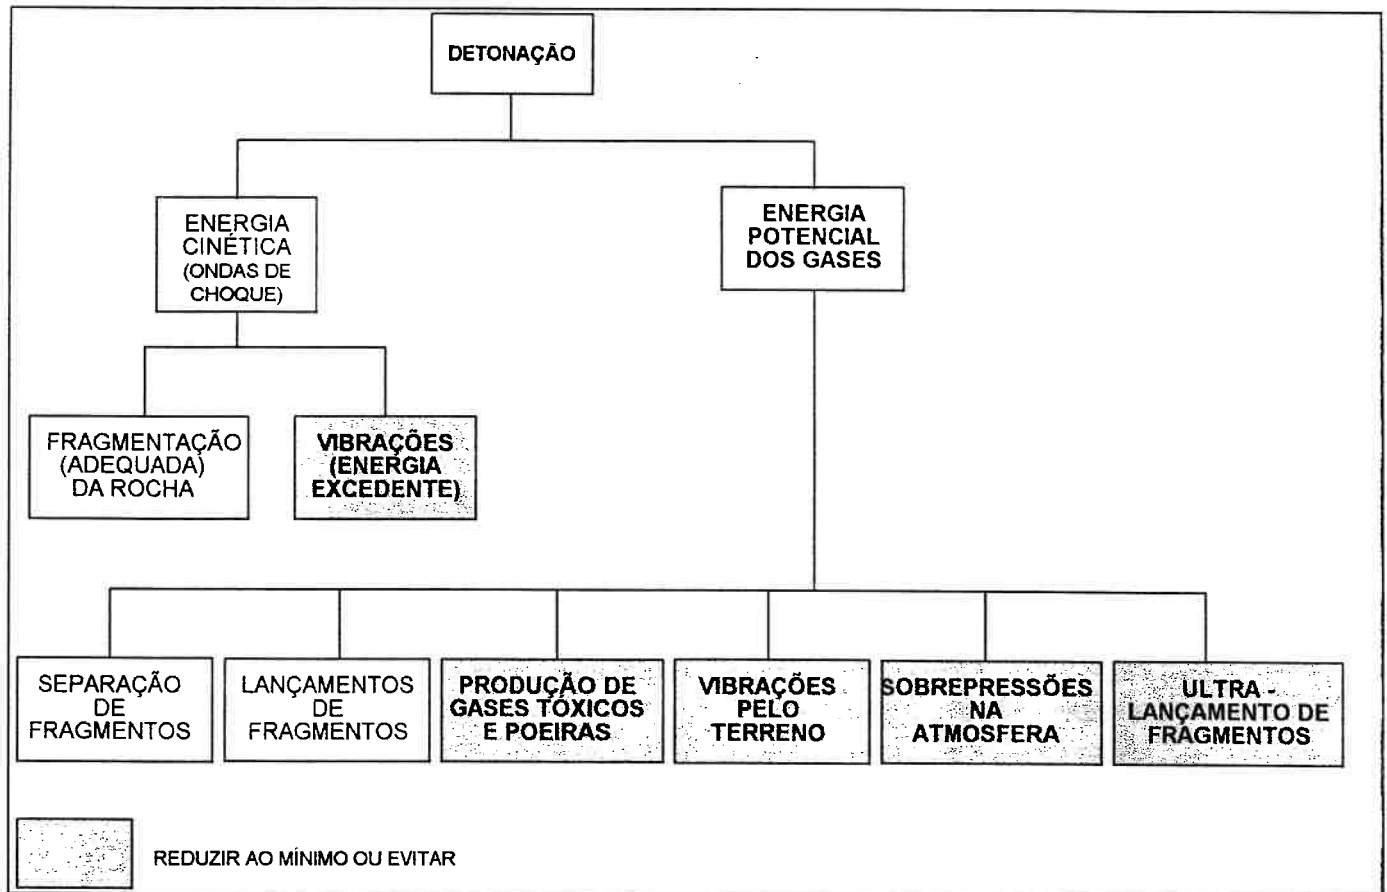 DETONAÇÃO
ENERGIA
CINÉTICA
(ONDAS DE
CHOQUE)
ENERGIA
POTENCIAL
DOS GASES
FRAGMENTAÇÃO
(ADEQUADA)
DA ROCHA
VIBRAÇÕES
(ENERGIA
EXCEDENTE)
SEPARAÇÃO
DE
FRAGMENTOS
LANÇAMENTOS
DE
FRAGMENTOS
PRODUÇÃO DE
GASES TÓXICOS
E POEIRAS
VIBRAÇÕES
PELO
TERRENO
SOBREPRESSÕES
NA
ATMOSFERA
ULTRA -
LANÇAMENTO DE
FRAGMENTOS
REDUZIR AO MÍNIMO OU EVITAR